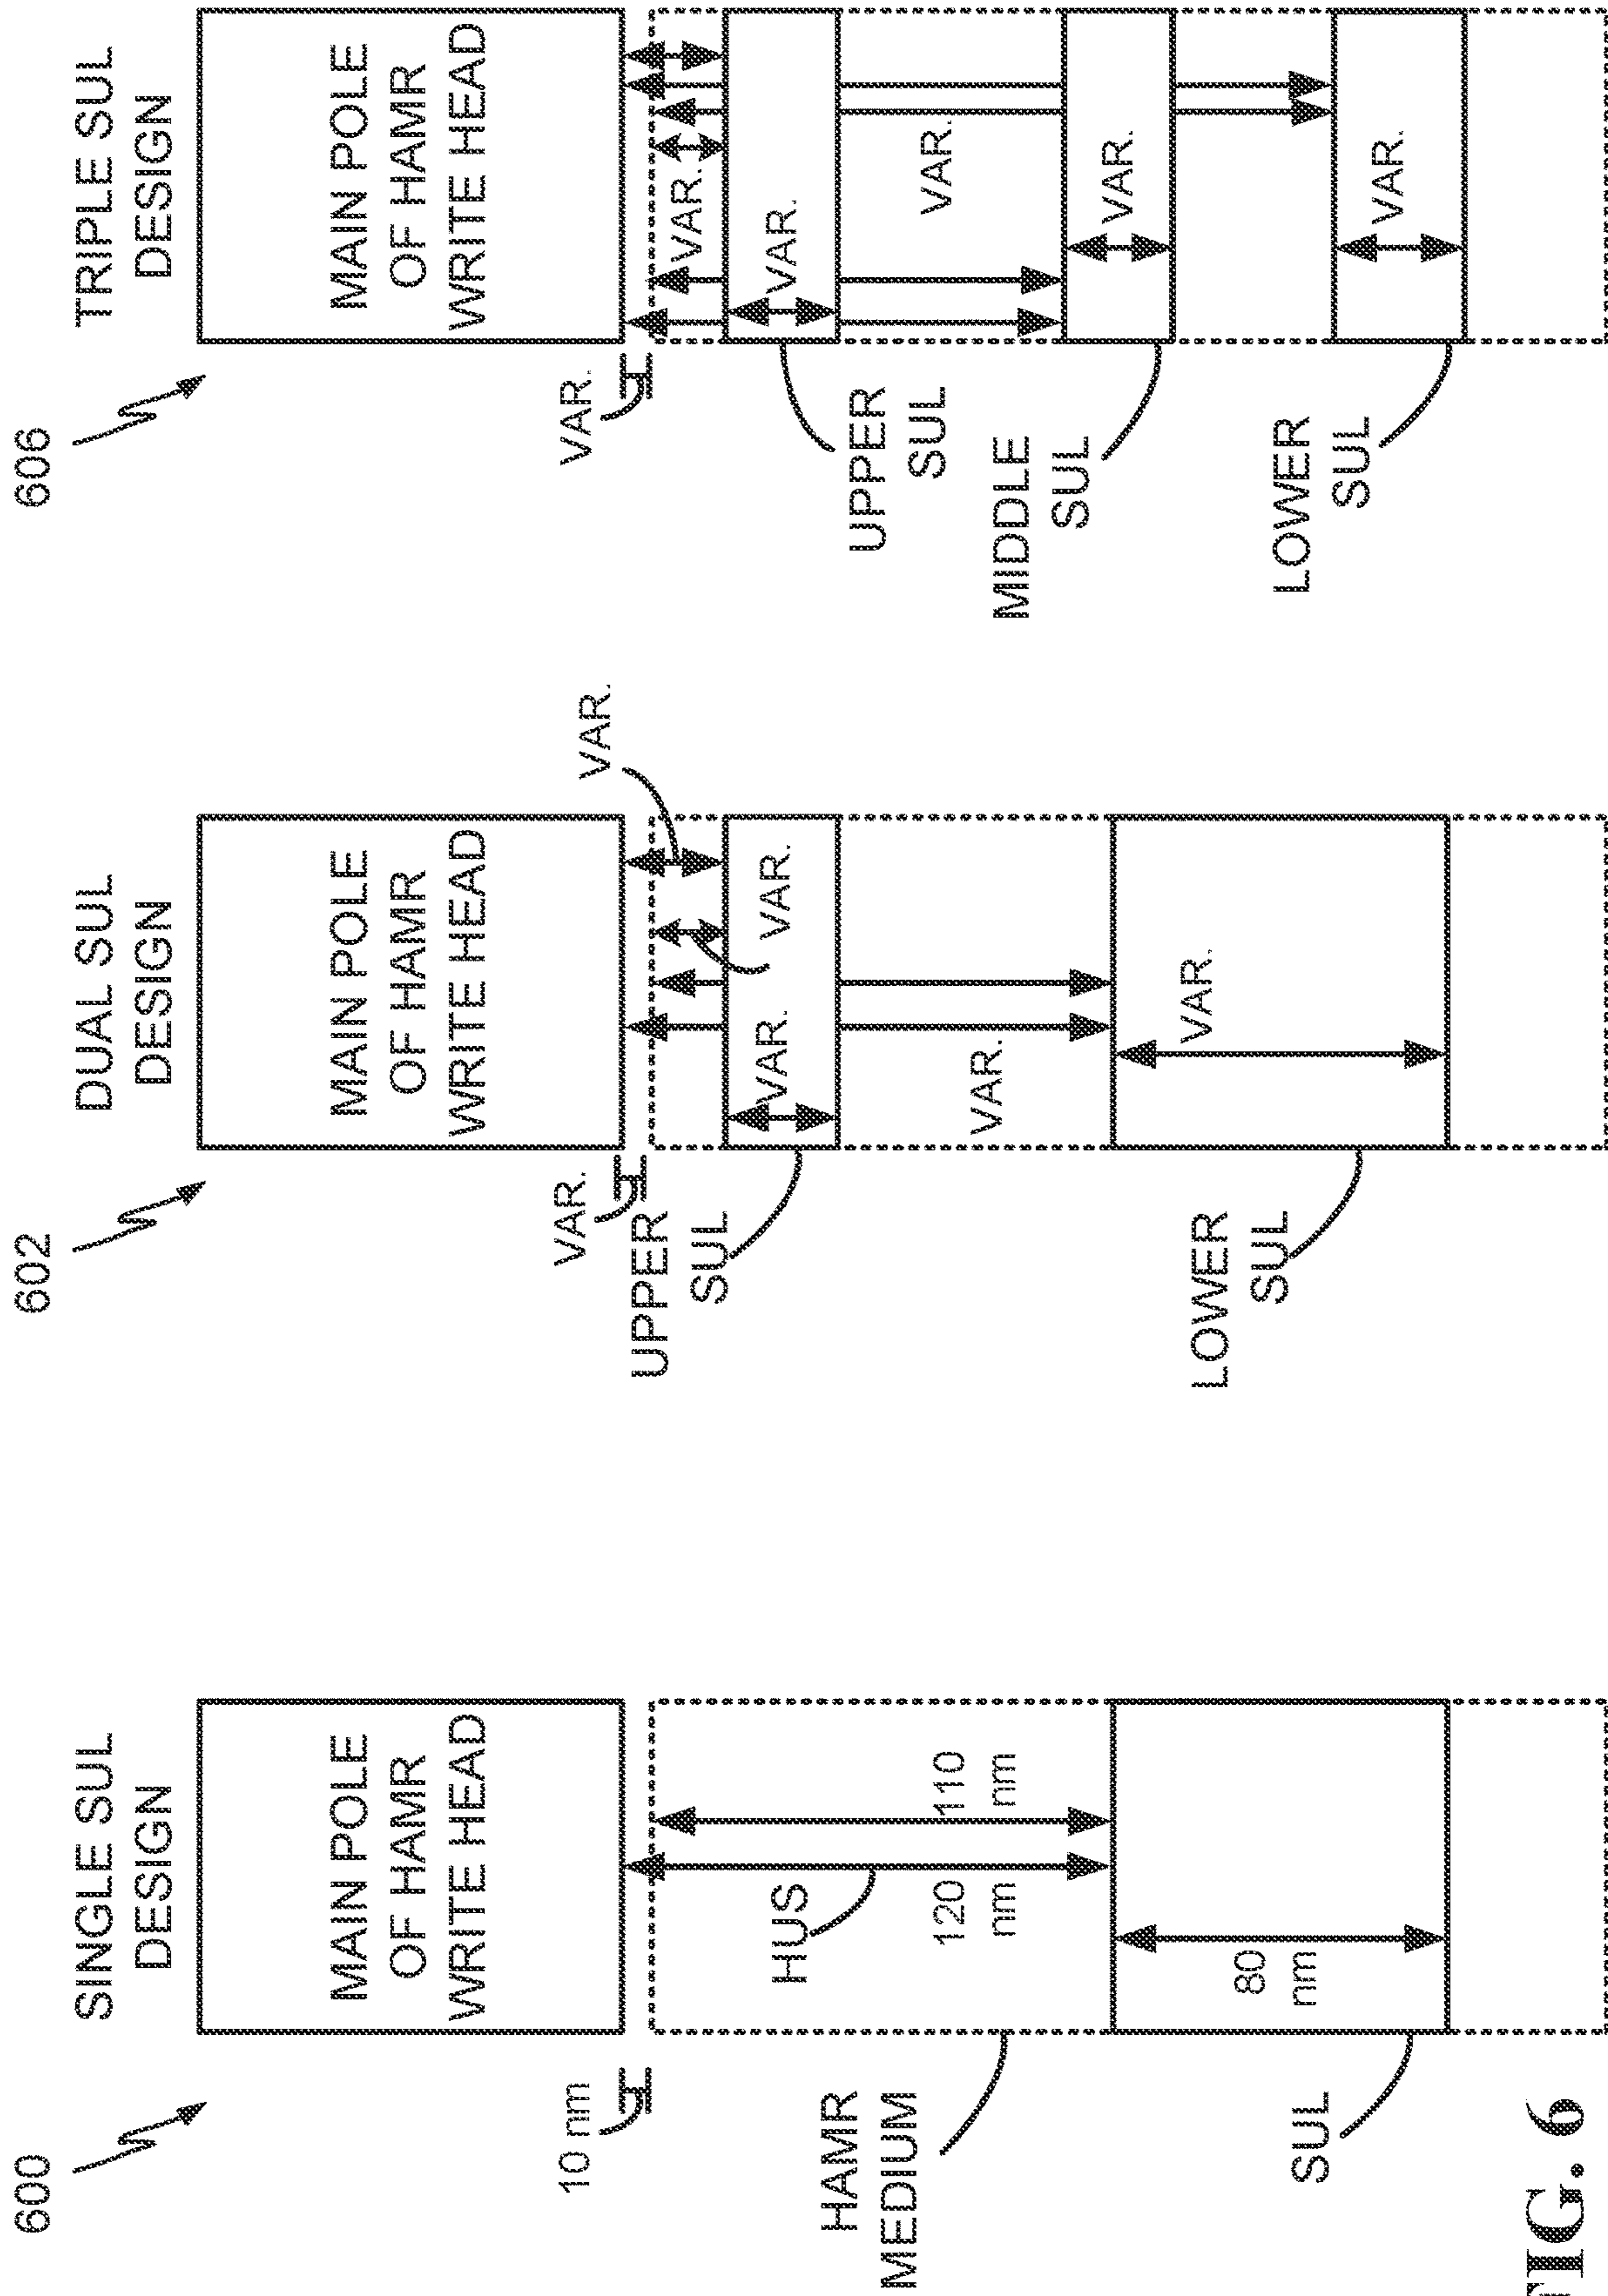 600
SINGLE SUL
DESIGN
MAIN POLE
OF HAMR
WRITE HEAD
10 nm
HUS
120
nm
110
nm
HAMR
MEDIUM
80
nm
SUL
602
DUAL SUL
DESIGN
MAIN POLE
OF HAMR
WRITE HEAD
VAR.
VAR.
UPPER
SUL
VAR.
VAR.
VAR.
LOWER
SUL
VAR.
606
TRIPLE SUL
DESIGN
MAIN POLE
OF HAMR
WRITE HEAD
VAR.
VAR.
VAR.
UPPER
SUL
VAR.
MIDDLE
SUL
VAR.
LOWER
SUL
VAR.
FIG. 6